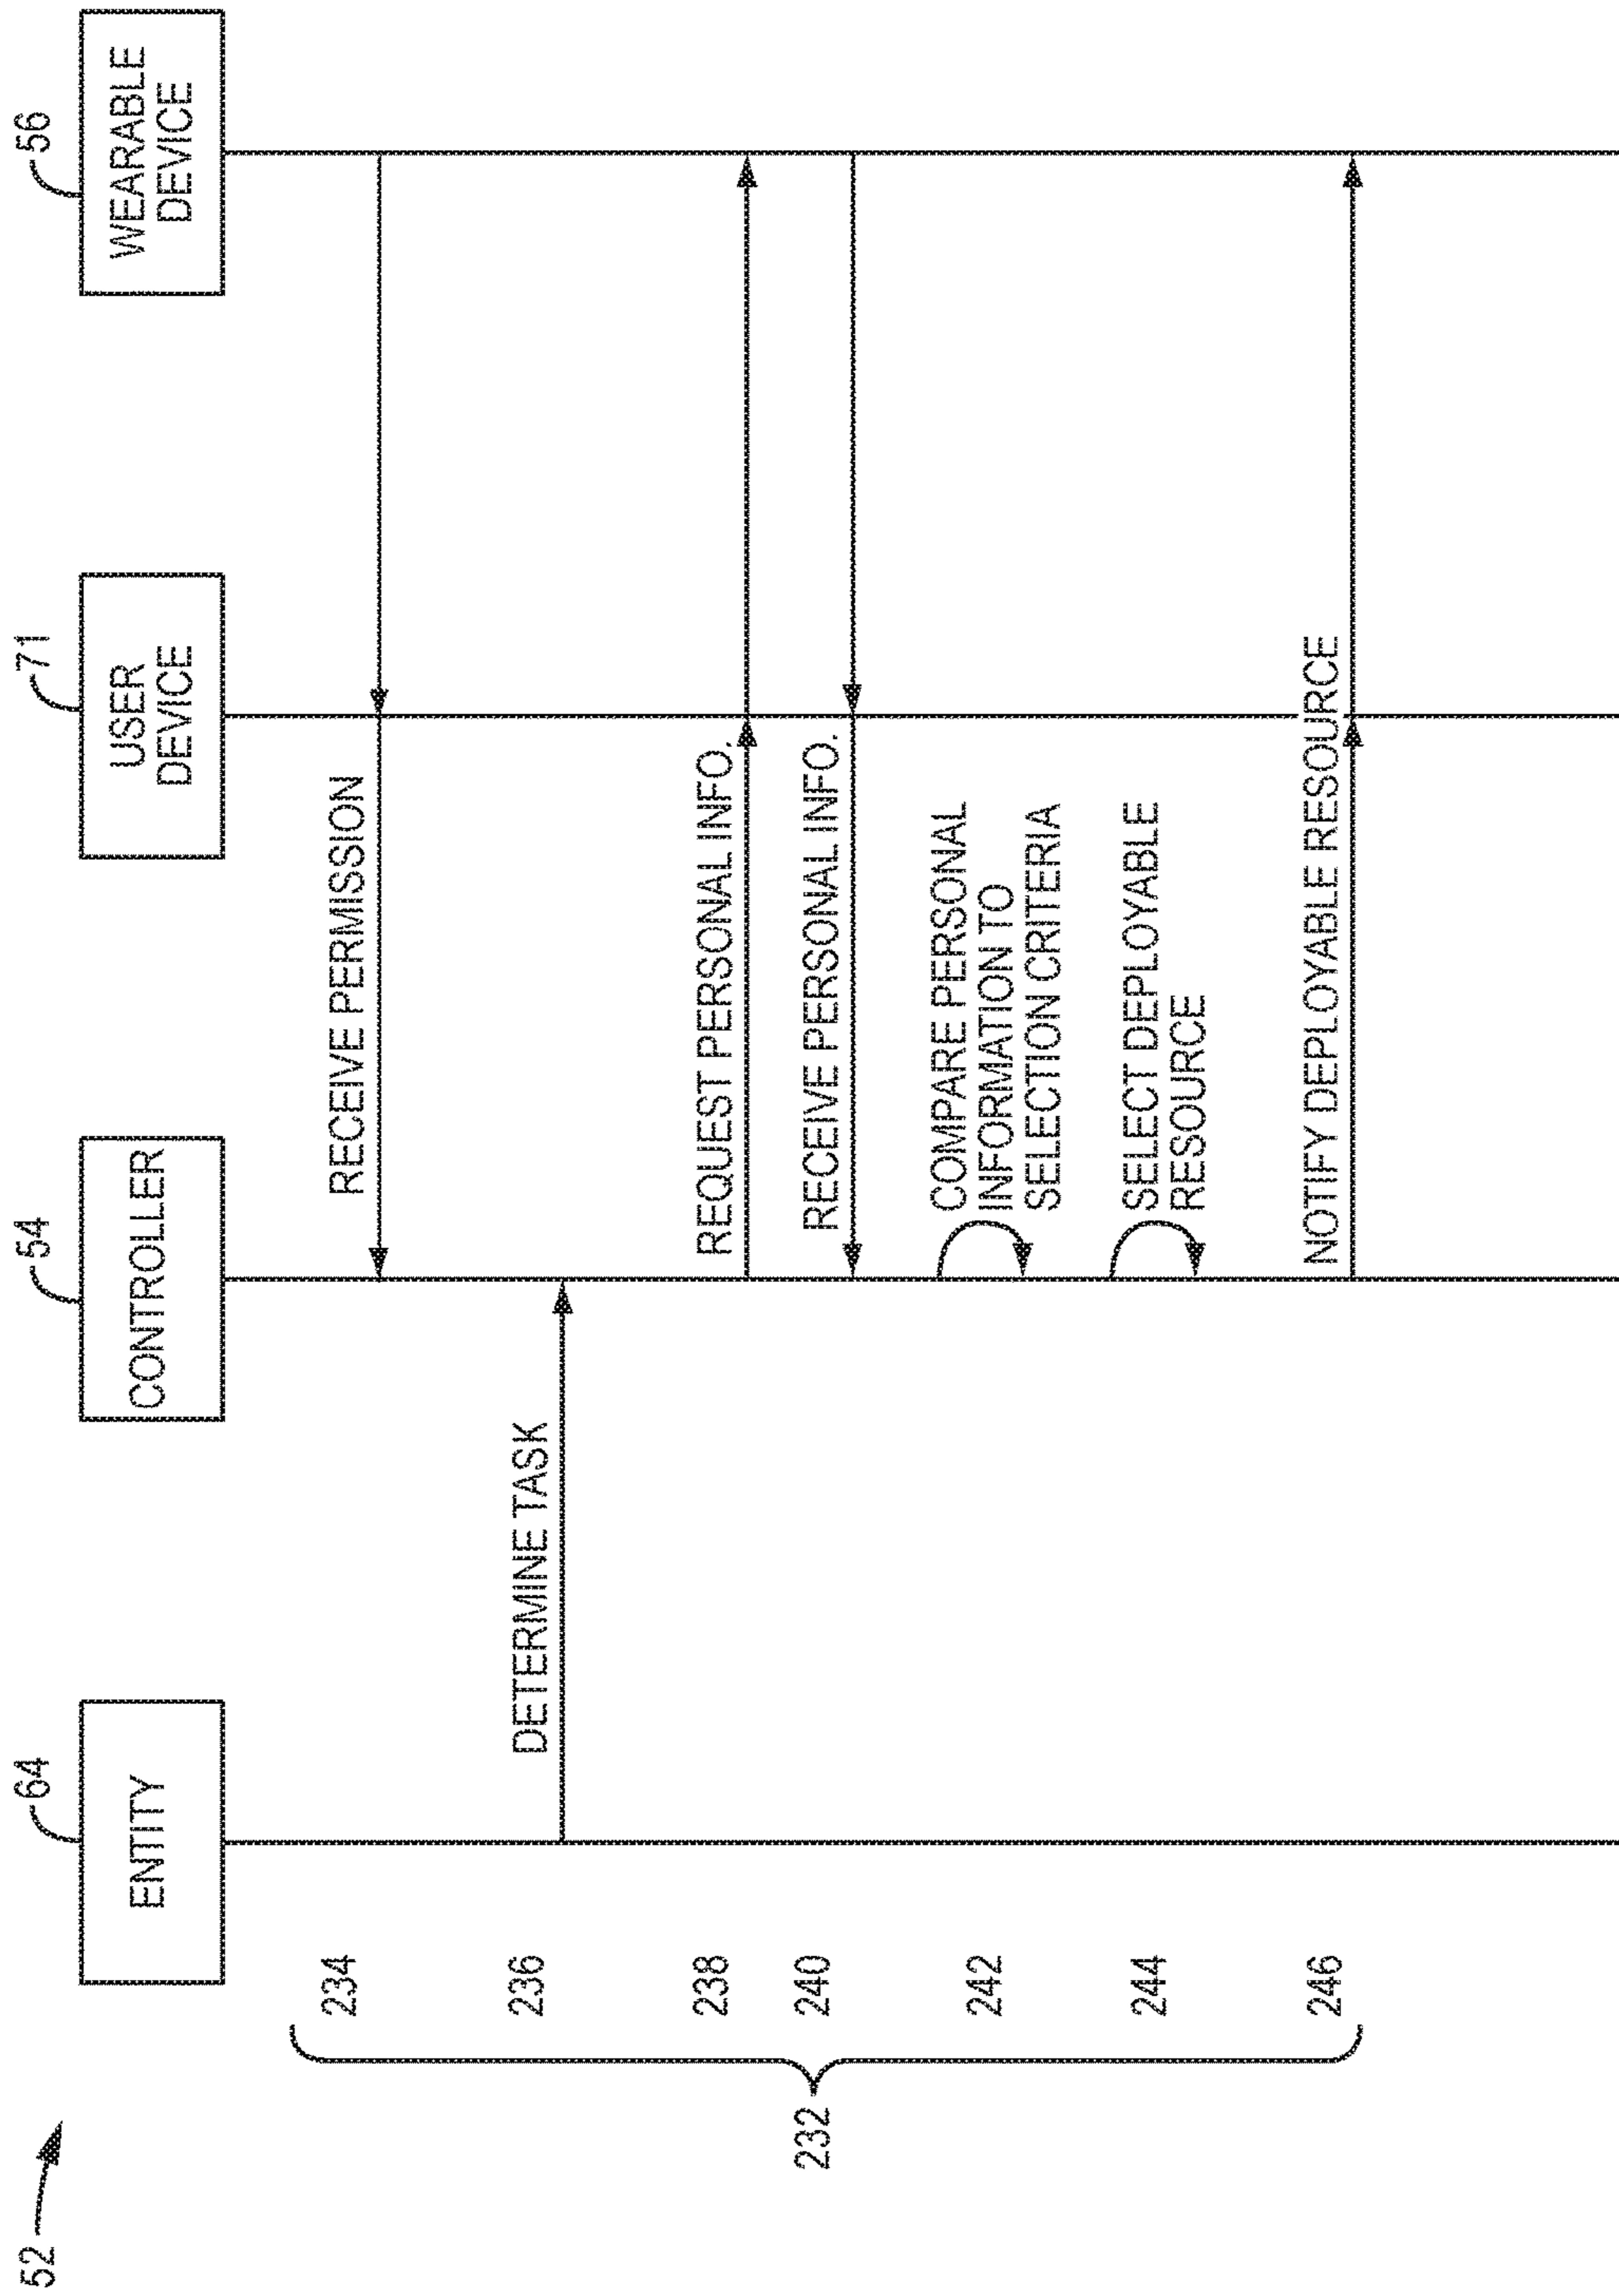 52
64
54
71
56
ENTITY
CONTROLLER
USER
DEVICE
WEARABLE
DEVICE
232
234
RECEIVE PERMISSION
236
DETERMINE TASK
238
REQUEST PERSONAL INFO.
240
RECEIVE PERSONAL INFO.
242
COMPARE PERSONAL
INFORMATION TO
SELECTION CRITERIA
244
SELECT DEPLOYABLE
RESOURCE
246
NOTIFY DEPLOYABLE RESOURCE